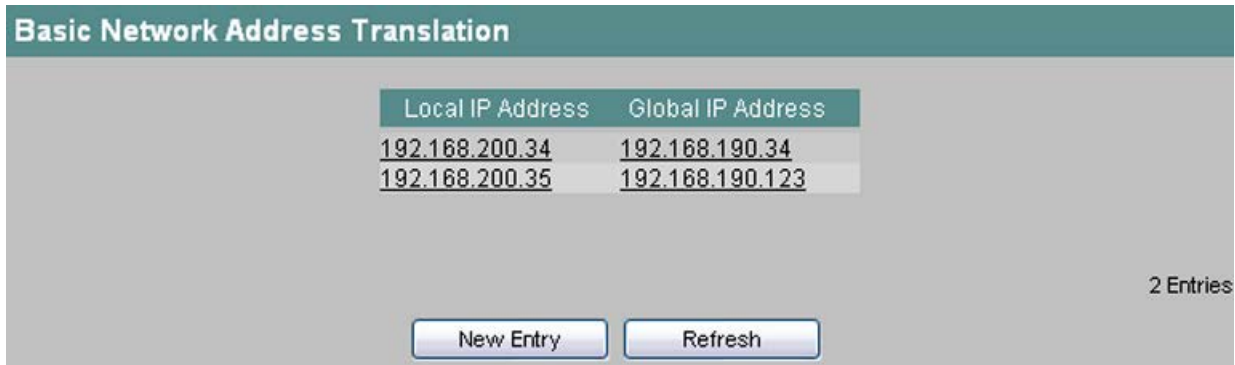 Basic Network Address Translation
Local IP Address Global IP Address
192.168.200.34 192.168.190.34
192.168.200.35 192.168.190.123
2 Entries
New Entry Refresh